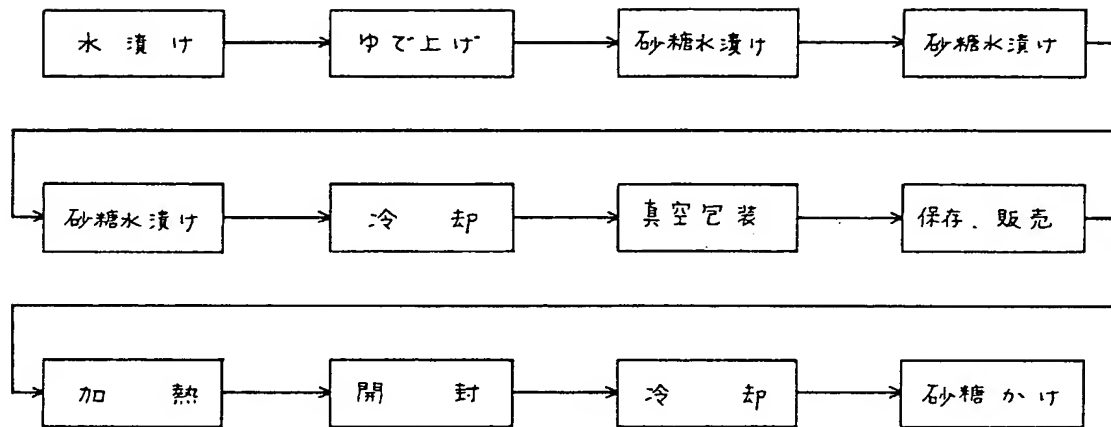 水漬け ゆで上げ 砂糖水漬け 砂糖水漬け
砂糖水漬け 冷却 真空包装 保存、販売
加熱 開封 冷却 砂糖かけ